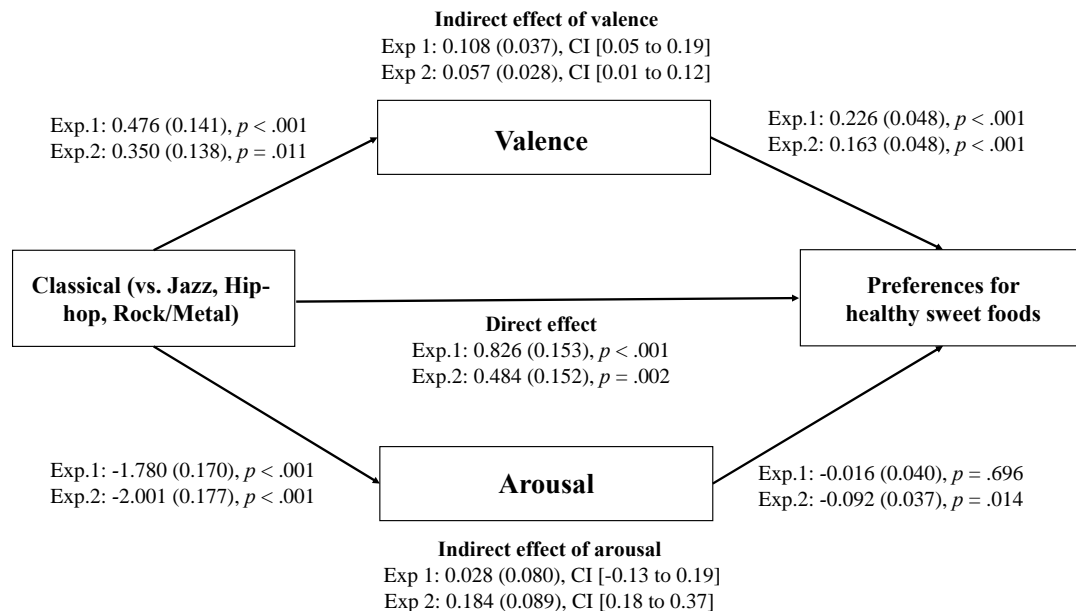 Indirect effect of valence
Exp 1: 0.108 (0.037), CI [0.05 to 0.19]
Exp 2: 0.057 (0.028), CI [0.01 to 0.12]
Exp.1: 0.476 (0.141), p < .001
Exp.2: 0.350 (0.138), p = .011
Valence
Exp.1: 0.226 (0.048), p < .001
Exp.2: 0.163 (0.048), p < .001
Classical (vs. Jazz, Hip-
hop, Rock/Metal)
Preferences for
healthy sweet foods
Direct effect
Exp.1: 0.826 (0.153), p < .001
Exp.2: 0.484 (0.152), p = .002
Exp.1: -1.780 (0.170), p < .001
Exp.2: -2.001 (0.177), p < .001
Arousal
Exp.1: -0.016 (0.040), p = .696
Exp.2: -0.092 (0.037), p = .014
Indirect effect of arousal
Exp 1: 0.028 (0.080), CI [-0.13 to 0.19]
Exp 2: 0.184 (0.089), CI [0.18 to 0.37]